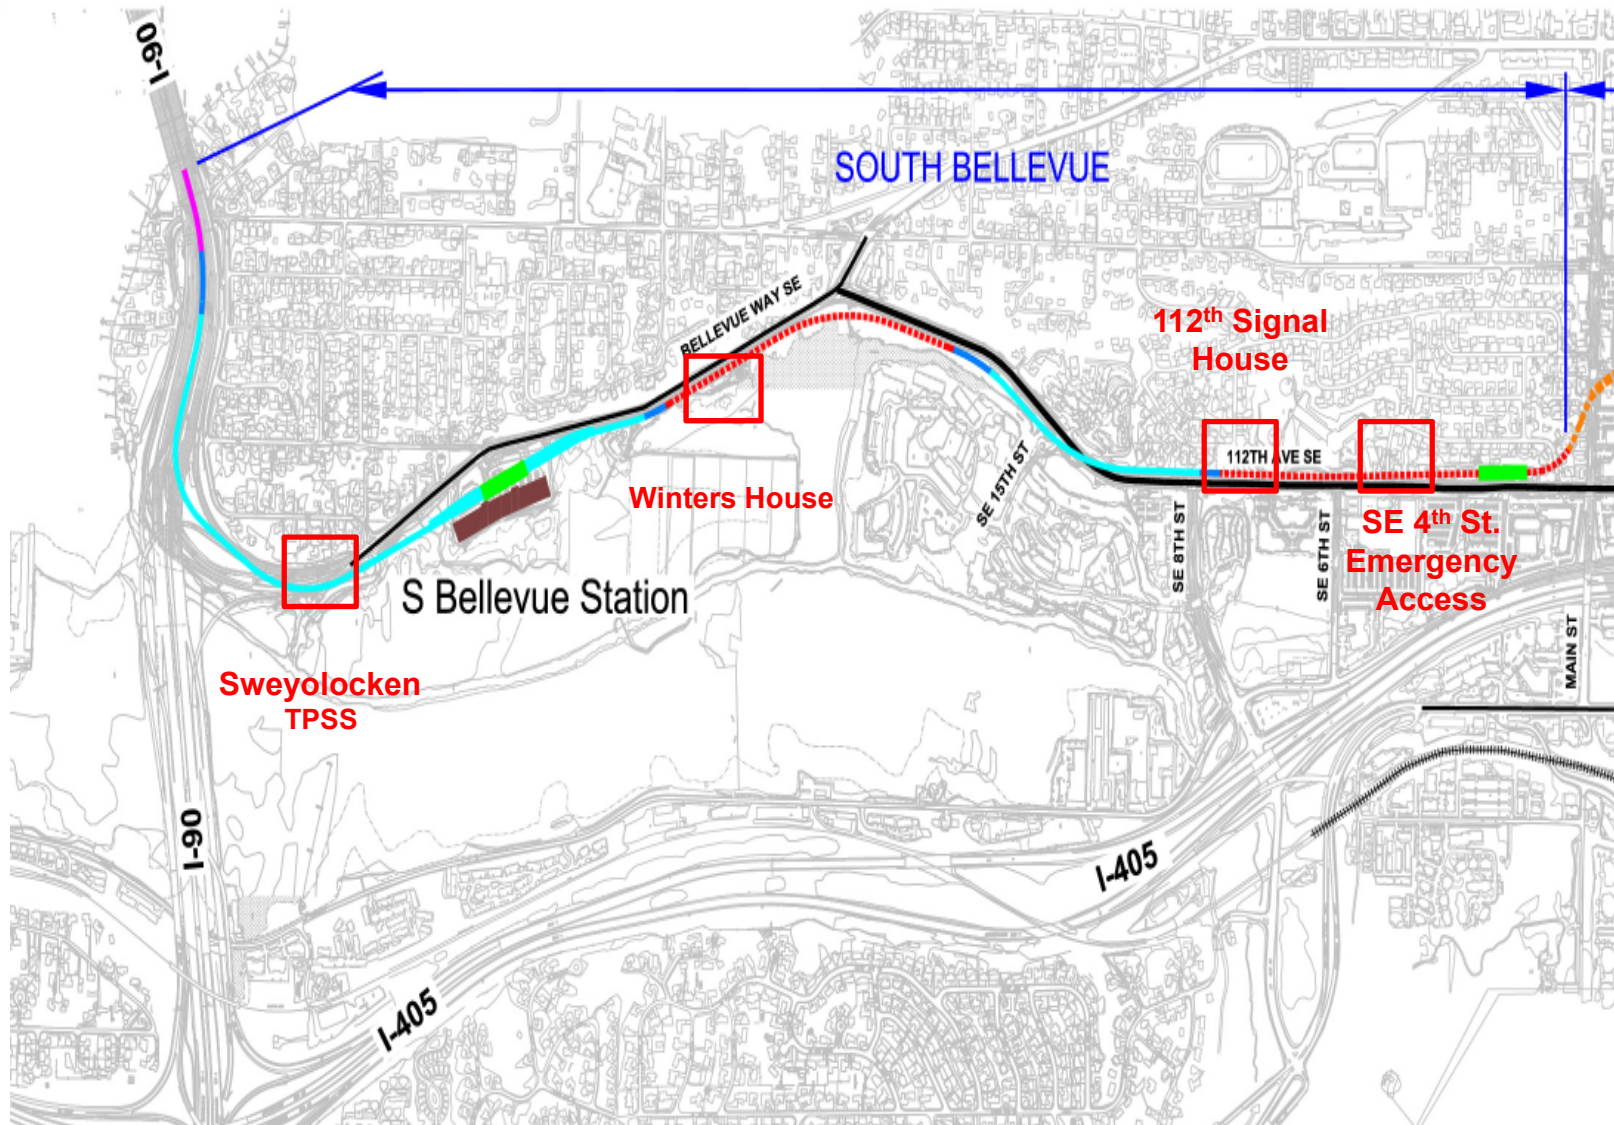 I-90
SOUTH BELLEVUE
BELLEVUE WAY SE
112th Signal
House
112TH AVE SE
Winters House
SE 15TH ST
SE 8TH ST
SE 6TH ST
SE 4th St.
Emergency
Access
S Bellevue Station
MAIN ST
Sweyolocken
TPSS
I-90
I-405
I-405